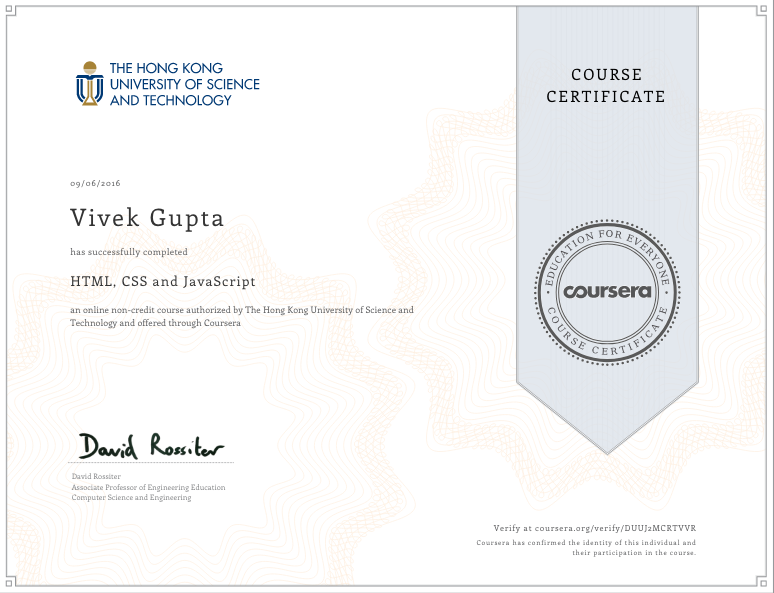 THE HONG KONG
UNIVERSITY OF SCIENCE
AND TECHNOLOGY
COURSE
CERTIFICATE
09/06/2016
Vivek Gupta
has successfully completed
HTML, CSS and JavaScript
an online non-credit course authorized by The Hong Kong University of Science and
Technology and offered through Coursera
EDUCATION FOR EVERYONE
coursera
COURSE CERTIFICATE
David Rossiter
David Rossiter
Associate Professor of Engineering Education
Computer Science and Engineering
Verify at coursera.org/verify/DUUJ2MCRTVVR
Coursera has confirmed the identity of this individual and
their participation in the course.